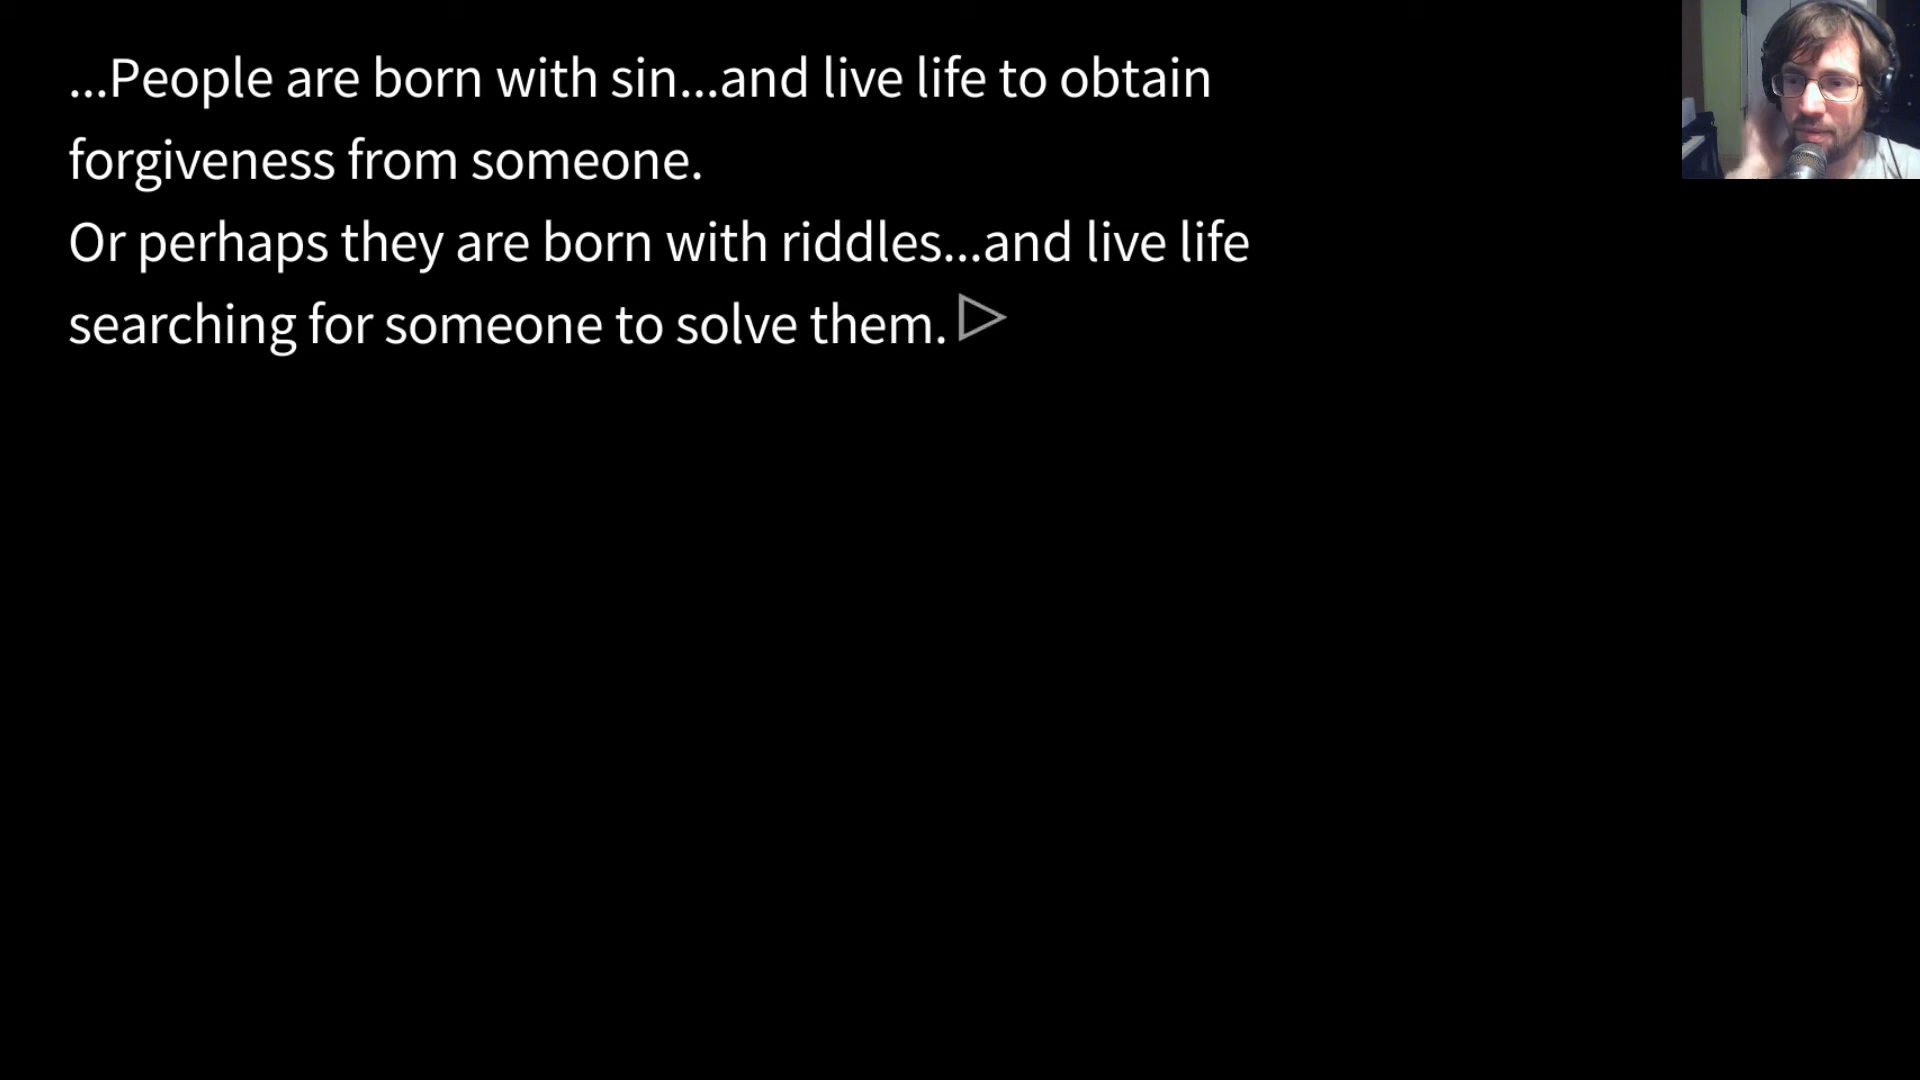 ...People are born with sin...and live life to obtain
forgiveness from someone.
Or perhaps they are born with riddles...and live life
searching for someone to solve them.